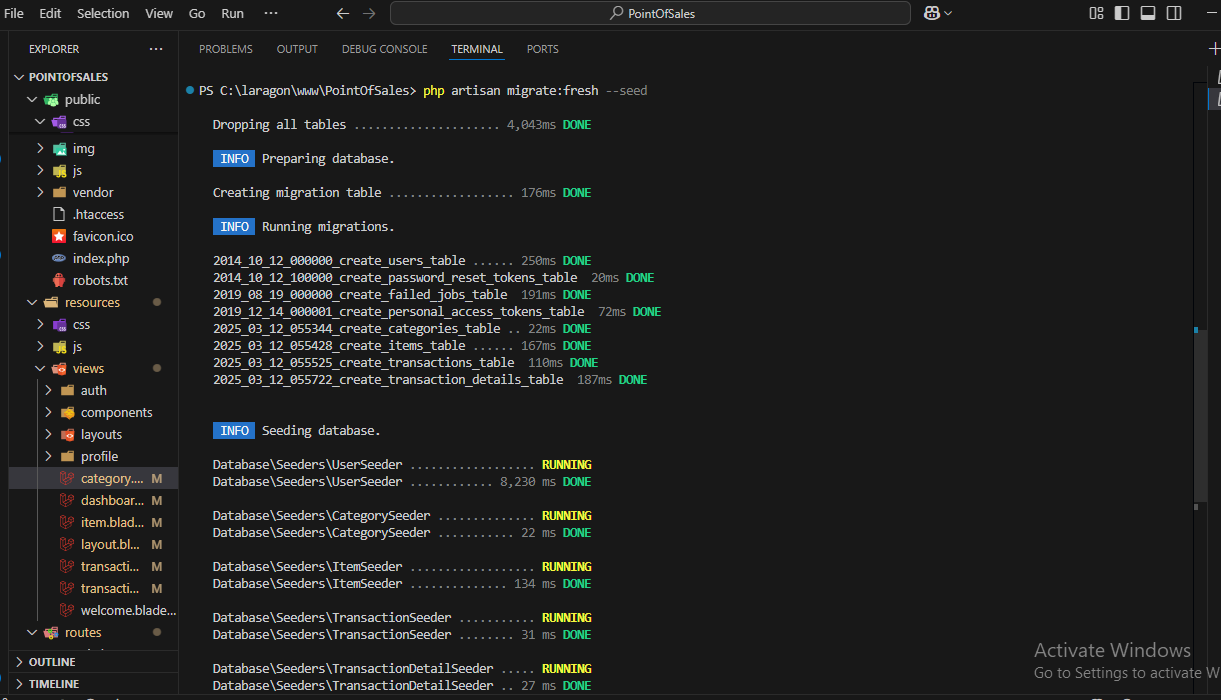 File Edit Selection View Go Run ··· PointOfSales
EXPLORER ···
POINTOFSALES
public
css
img
js
vendor
.htaccess
favicon.ico
index.php
robots.txt
resources
css
js
views
auth
components
layouts
profile
category.... M
dashboar... M
item.blad... M
layout.bl... M
transacti... M
transacti... M
welcome.blade...
routes
OUTLINE
TIMELINE
PROBLEMS OUTPUT DEBUG CONSOLE TERMINAL PORTS
PS C:\laragon\www\PointOfSales> php artisan migrate:fresh --seed
Dropping all tables ..................... 4,043ms DONE
INFO Preparing database.
Creating migration table .................. 176ms DONE
INFO Running migrations.
2014_10_12_000000_create_users_table ...... 250ms DONE
2014_10_12_100000_create_password_reset_tokens_table 20ms DONE
2019_08_19_000000_create_failed_jobs_table 191ms DONE
2019_12_14_000001_create_personal_access_tokens_table 72ms DONE
2025_03_12_055344_create_categories_table .. 22ms DONE
2025_03_12_055428_create_items_table ...... 167ms DONE
2025_03_12_055525_create_transactions_table 110ms DONE
2025_03_12_055722_create_transaction_details_table 187ms DONE
INFO Seeding database.
Database\Seeders\UserSeeder .................. RUNNING
Database\Seeders\UserSeeder ............ 8,230 ms DONE
Database\Seeders\CategorySeeder .............. RUNNING
Database\Seeders\CategorySeeder ........... 22 ms DONE
Database\Seeders\ItemSeeder .................. RUNNING
Database\Seeders\ItemSeeder .............. 134 ms DONE
Database\Seeders\TransactionSeeder ........... RUNNING
Database\Seeders\TransactionSeeder ........ 31 ms DONE
Database\Seeders\TransactionDetailSeeder ..... RUNNING
Database\Seeders\TransactionDetailSeeder .. 27 ms DONE
Activate Windows
Go to Settings to activate W